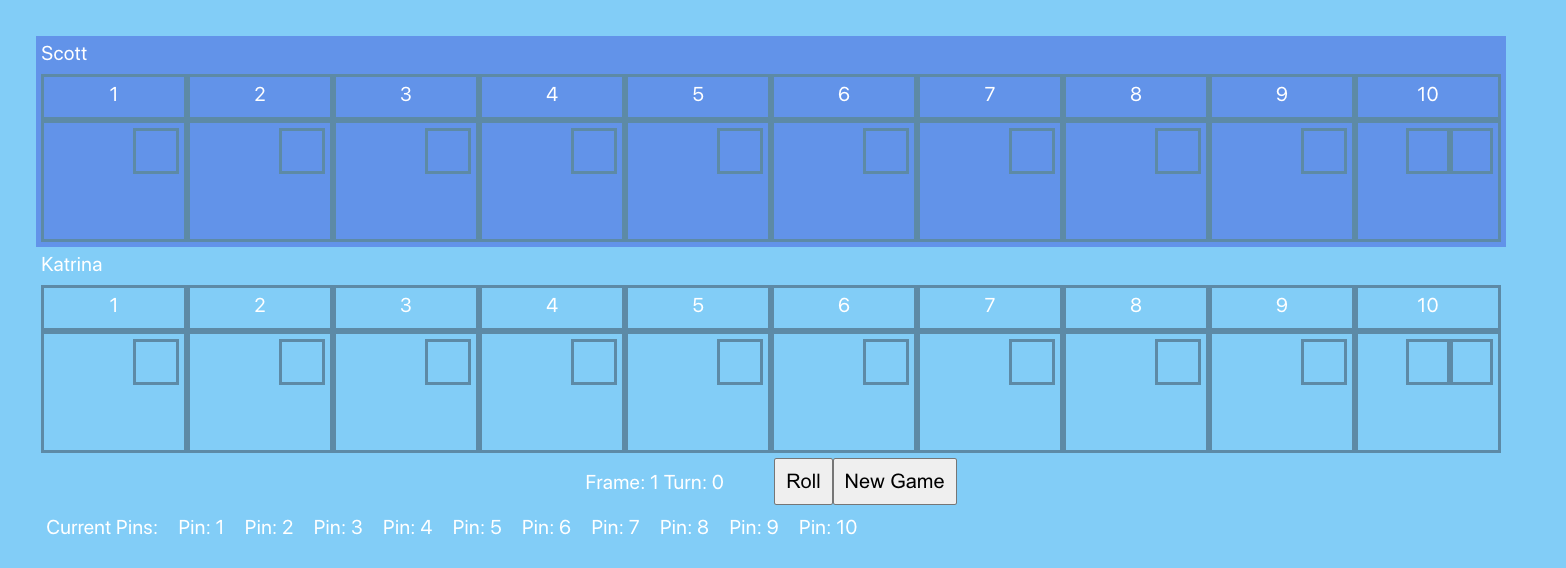 Scott
1 2 3 4 5 6 7 8 9 10
Katrina
1 2 3 4 5 6 7 8 9 10
Frame: 1 Turn: 0 Roll New Game
Current Pins: Pin: 1 Pin: 2 Pin: 3 Pin: 4 Pin: 5 Pin: 6 Pin: 7 Pin: 8 Pin: 9 Pin: 10